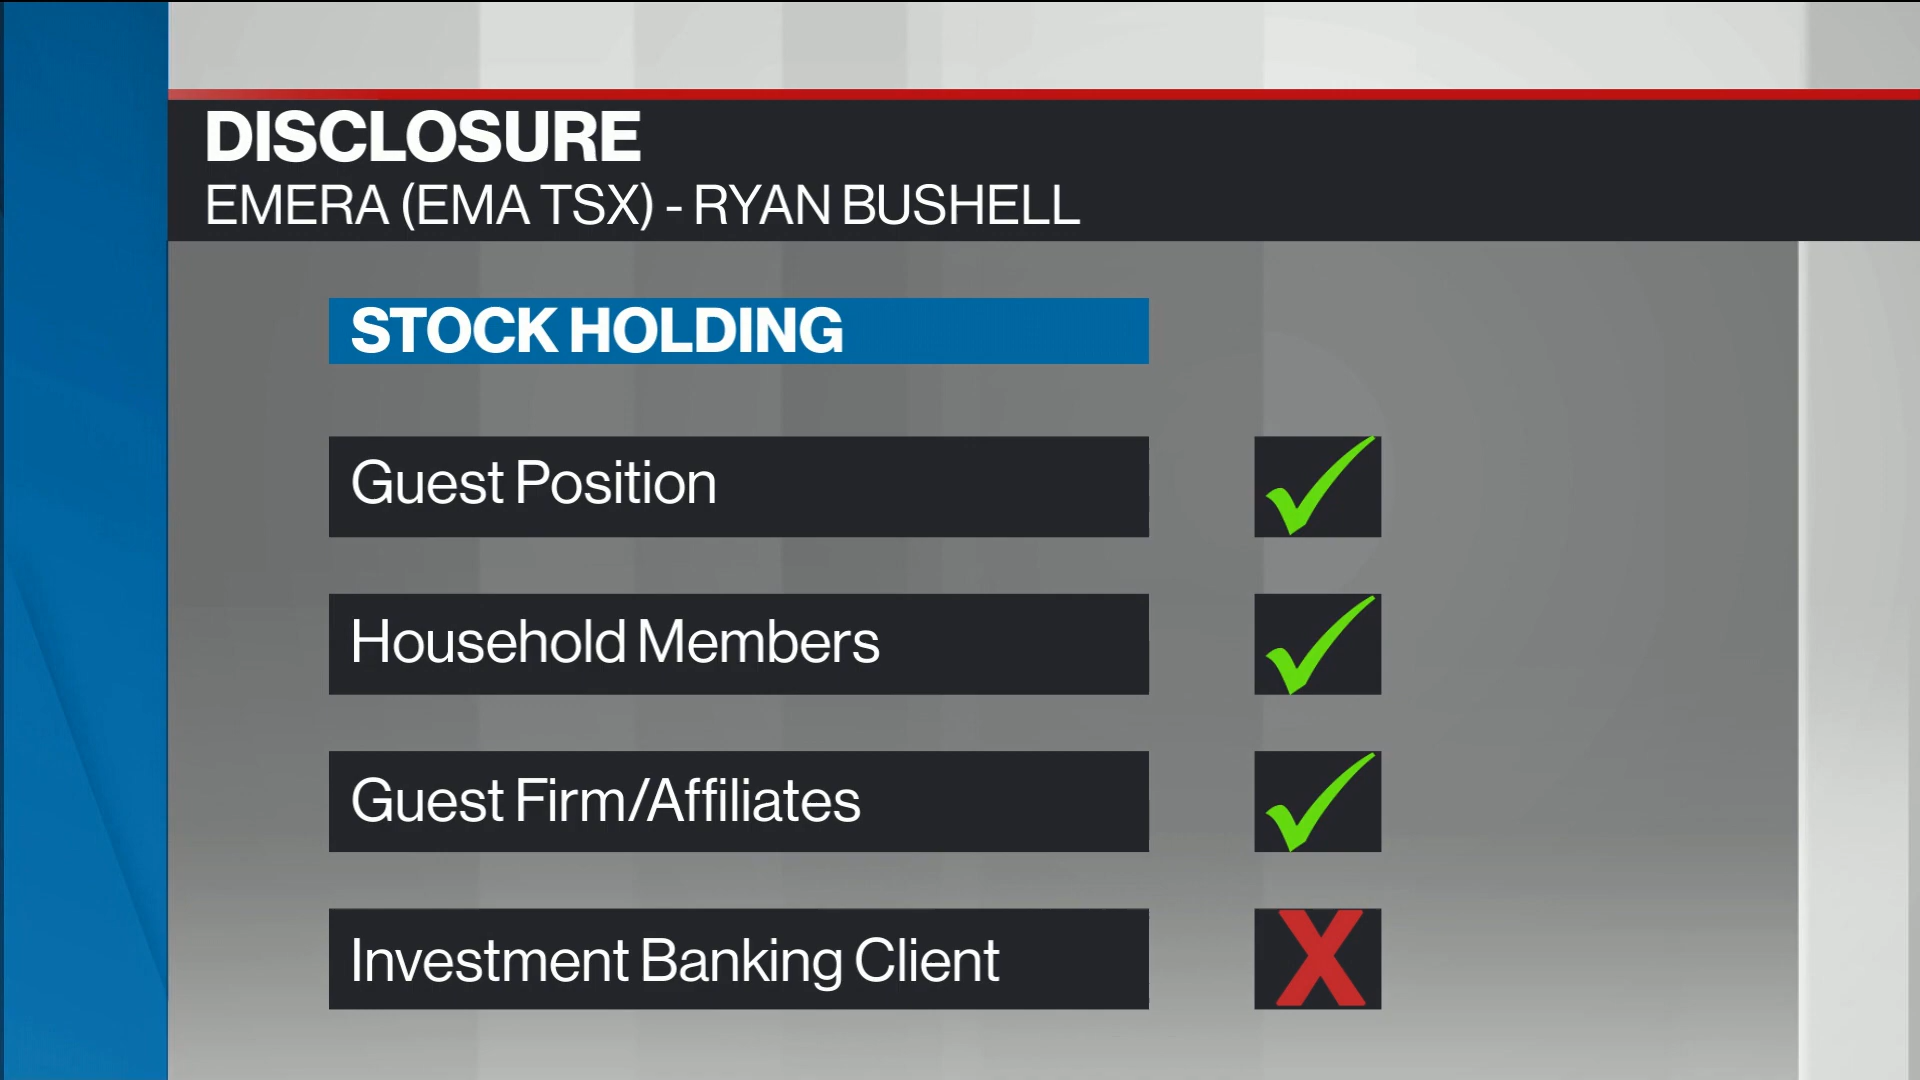 DISCLOSURE
EMERA (EMA TSX) - RYAN BUSHELL
STOCK HOLDING
Guest Position
Household Members
Guest Firm/Affiliates
Investment Banking Client
X